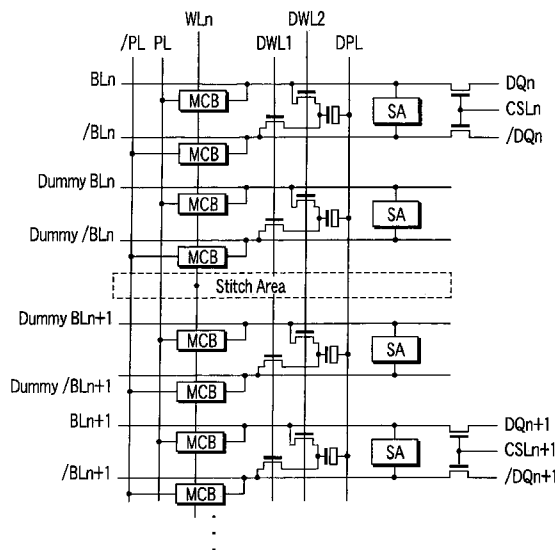 WLn
DWL2
/PL PL
DWL1
DPL
BLn
DQn
MCB
SA
CSLn
/BLn
/DQn
MCB
Dummy BLn
MCB
SA
Dummy /BLn
MCB
Stitch Area
Dummy BLn+1
MCB
SA
Dummy /BLn+1
MCB
BLn+1
DQn+1
MCB
SA
CSLn+1
/BLn+1
/DQn+1
MCB